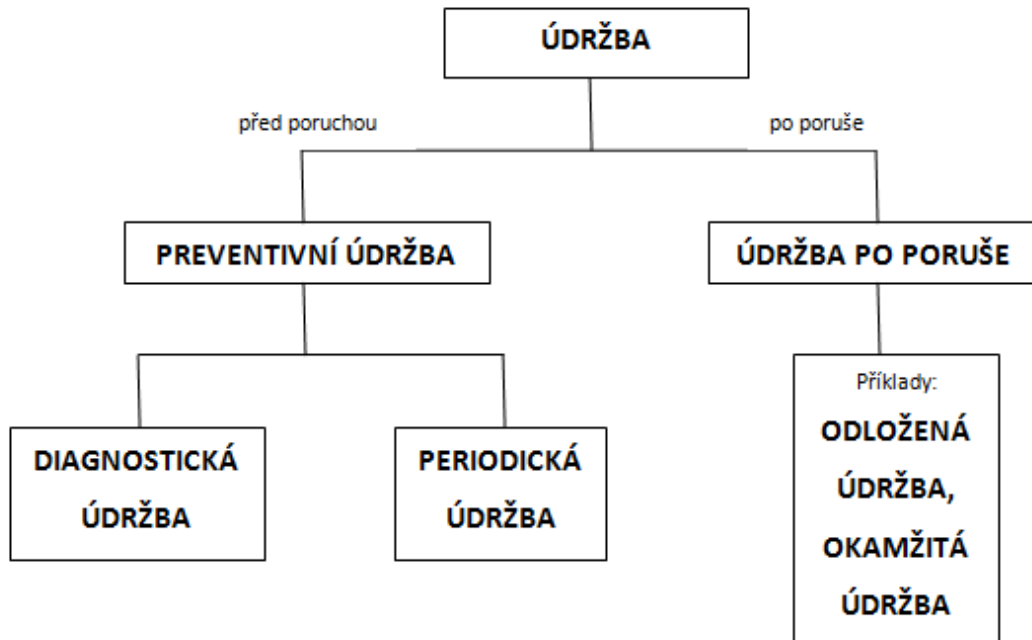 ÚDRŽBA
před poruchou
po poruše
PREVENTIVNÍ ÚDRŽBA
ÚDRŽBA PO PORUŠE
DIAGNOSTICKÁ
ÚDRŽBA
PERIODICKÁ
ÚDRŽBA
Příklady:
ODLOŽENÁ
ÚDRŽBA,
OKAMŽITÁ
ÚDRŽBA